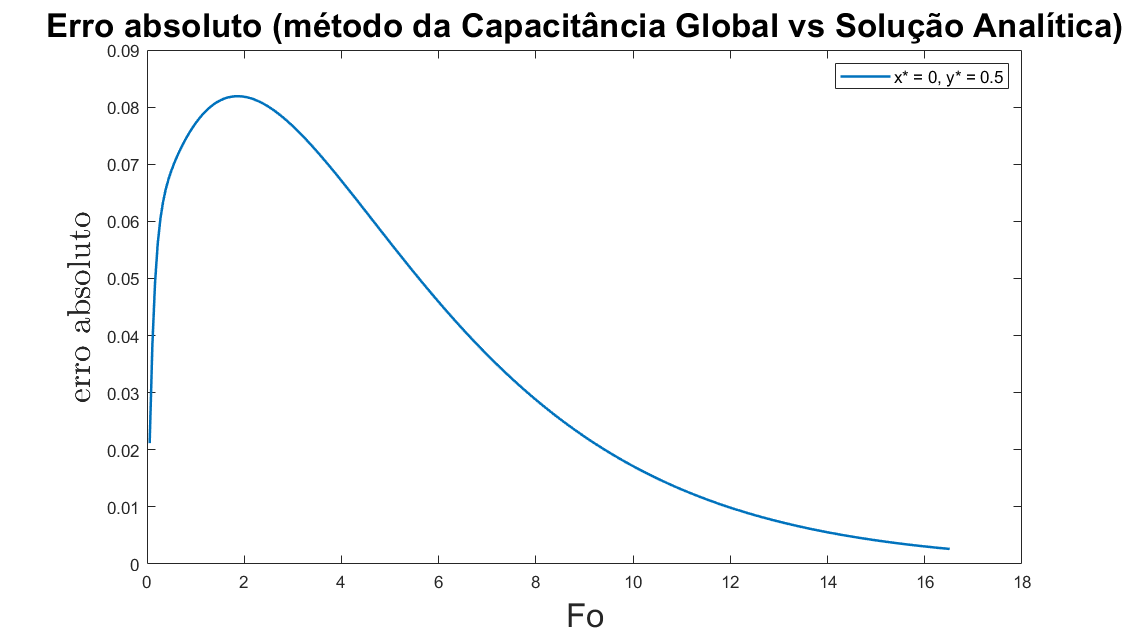 Erro absoluto (método da Capacitância Global vs Solução Analítica)
x* = 0, y* = 0.5
0.09
0.08
0.07
0.06
0.05
0.04
0.03
0.02
0.01
0
erro absoluto
0 2 4 6 8 10 12 14 16 18
Fo